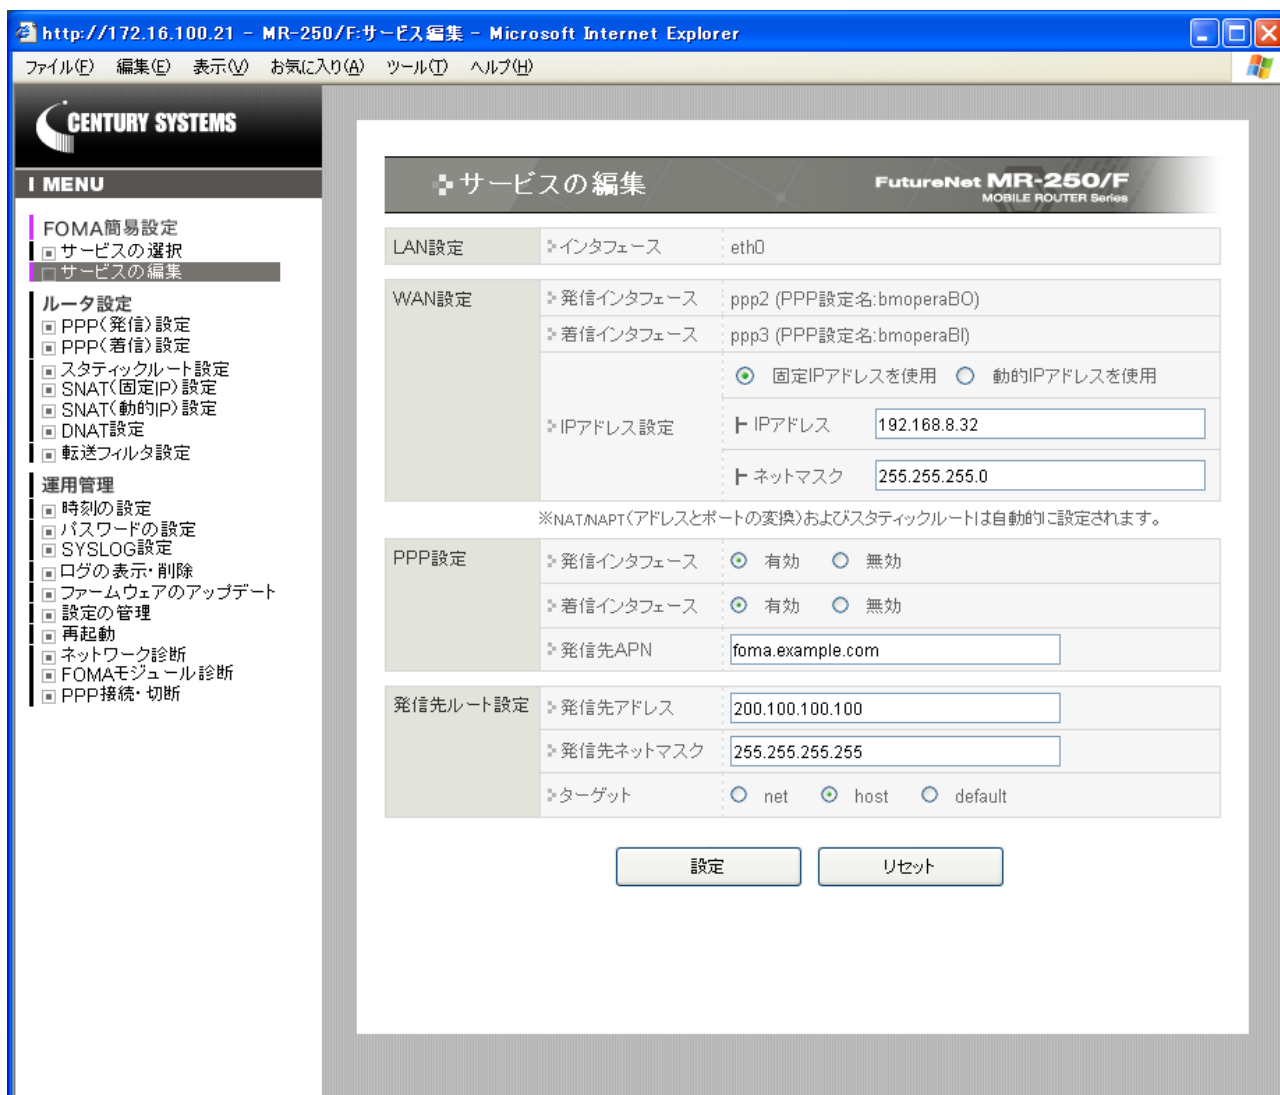 http://172.16.100.21 - MR-250/F:サービス編集 - Microsoft Internet Explorer
ファイル(F) 編集(E) 表示(V) お気に入り(A) ツール(T) ヘルプ(H)
CENTURY SYSTEMS
MENU
FOMA簡易設定
サービスの選択
サービスの編集
ルータ設定
PPP(発信)設定
PPP(着信)設定
スタティックルート設定
SNAT(固定IP)設定
SNAT(動的IP)設定
DNAT設定
転送フィルタ設定
運用管理
時刻の設定
パスワードの設定
SYSLOG設定
ログの表示・削除
ファームウェアのアップデート
設定の管理
再起動
ネットワーク診断
FOMAモジュール診断
PPP接続・切断
サービスの編集
FutureNet MR-250/F
MOBILE ROUTER Series
LAN設定 インタフェース eth0
WAN設定 発信インタフェース ppp2 (PPP設定名:bmoperaBO)
着信インタフェース ppp3 (PPP設定名:bmoperaBI)
IPアドレス設定
固定IPアドレスを使用 動的IPアドレスを使用
IPアドレス 192.168.8.32
ネットマスク 255.255.255.0
※NAT/NAPT(アドレスとポートの変換)およびスタティックルートは自動的に設定されます。
PPP設定 発信インタフェース 有効 無効
着信インタフェース 有効 無効
発信先APN foma.example.com
発信先ルート設定 発信先アドレス 200.100.100.100
発信先ネットマスク 255.255.255.255
ターゲット net host default
設定 リセット